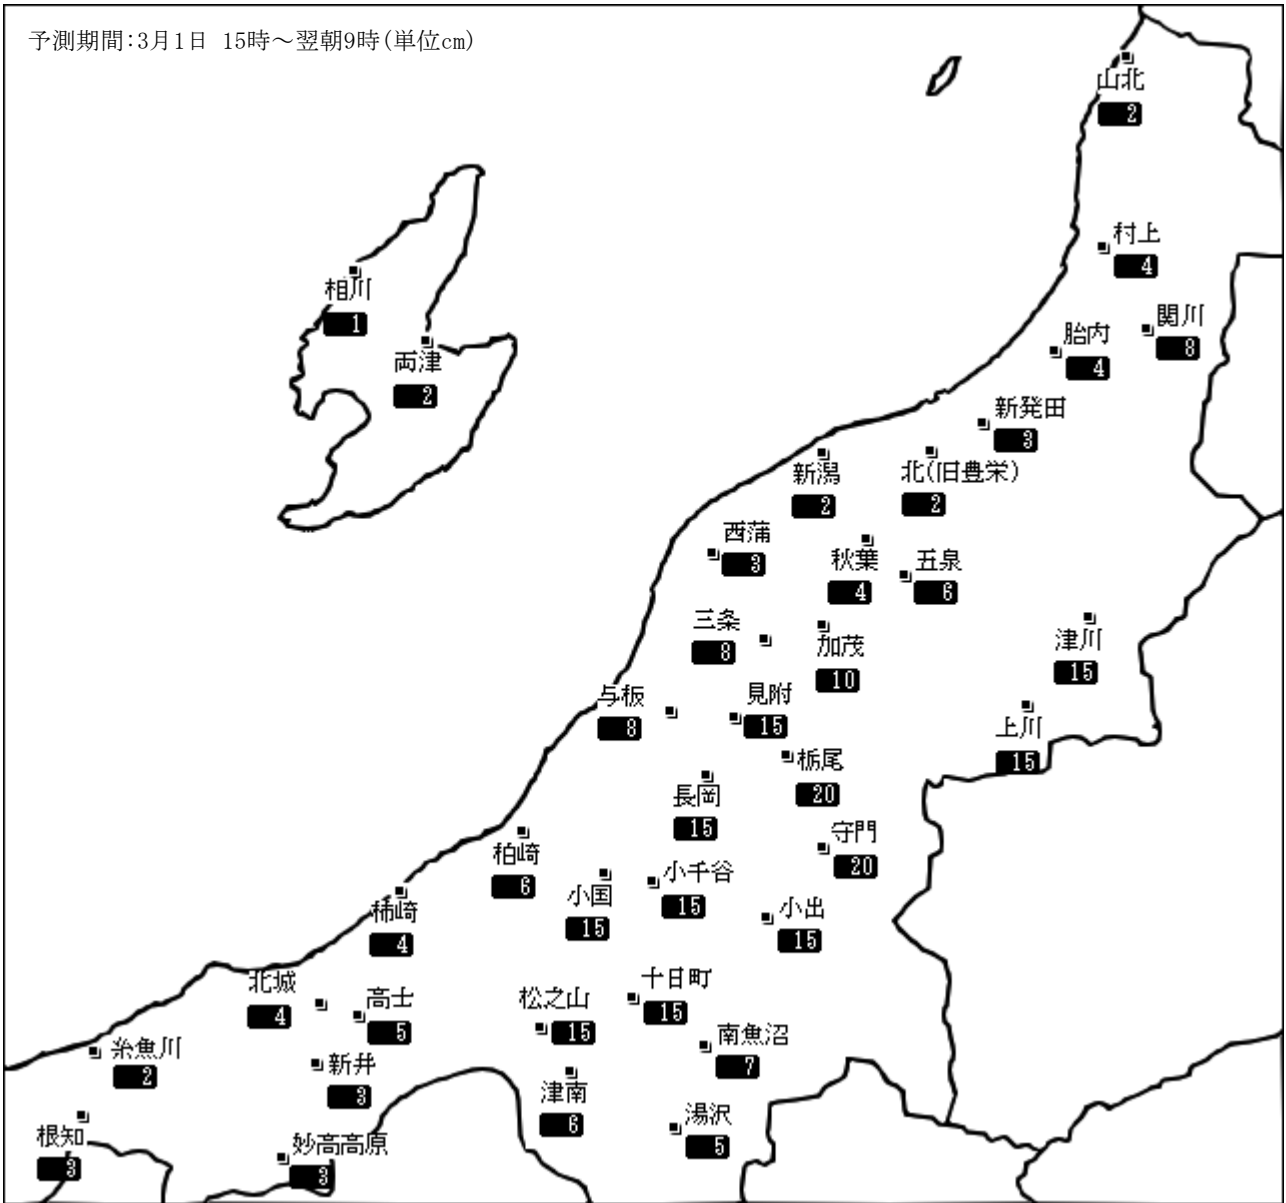 予測期間:3月1日 15時～翌朝9時(単位cm)
山北
2
村上
4
相川
1
関川
8
胎内
4
両津
2
新発田
3
新潟
2
北(旧豊栄)
2
西蒲
3
秋葉
4
五泉
6
三条
8
加茂
10
津川
15
与板
8
見附
15
上川
15
栃尾
20
長岡
15
守門
20
柏崎
6
小国
15
小千谷
15
小出
15
柿崎
4
北城
4
高士
5
松之山
15
十日町
15
南魚沼
7
糸魚川
2
新井
3
津南
6
湯沢
5
根知
3
妙高高原
3